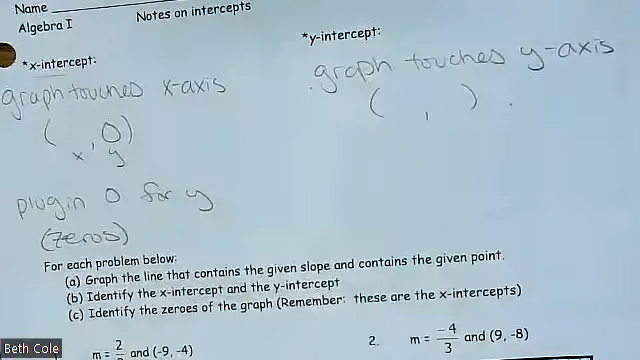 Name
Algebra I
Notes on intercepts
*x-intercept:
graph touches x-axis
( , 0)
x y
plug in 0 for y
(zeros)
*y-intercept:
graph touches y-axis
( , )
For each problem below:
(a) Graph the line that contains the given slope and contains the given point.
(b) Identify the x-intercept and the y-intercept
(c) Identify the zeroes of the graph (Remember: these are the x-intercepts)
m = 2/ and (-9, -4)
2. m = -4/3 and (9, -8)
Beth Cole